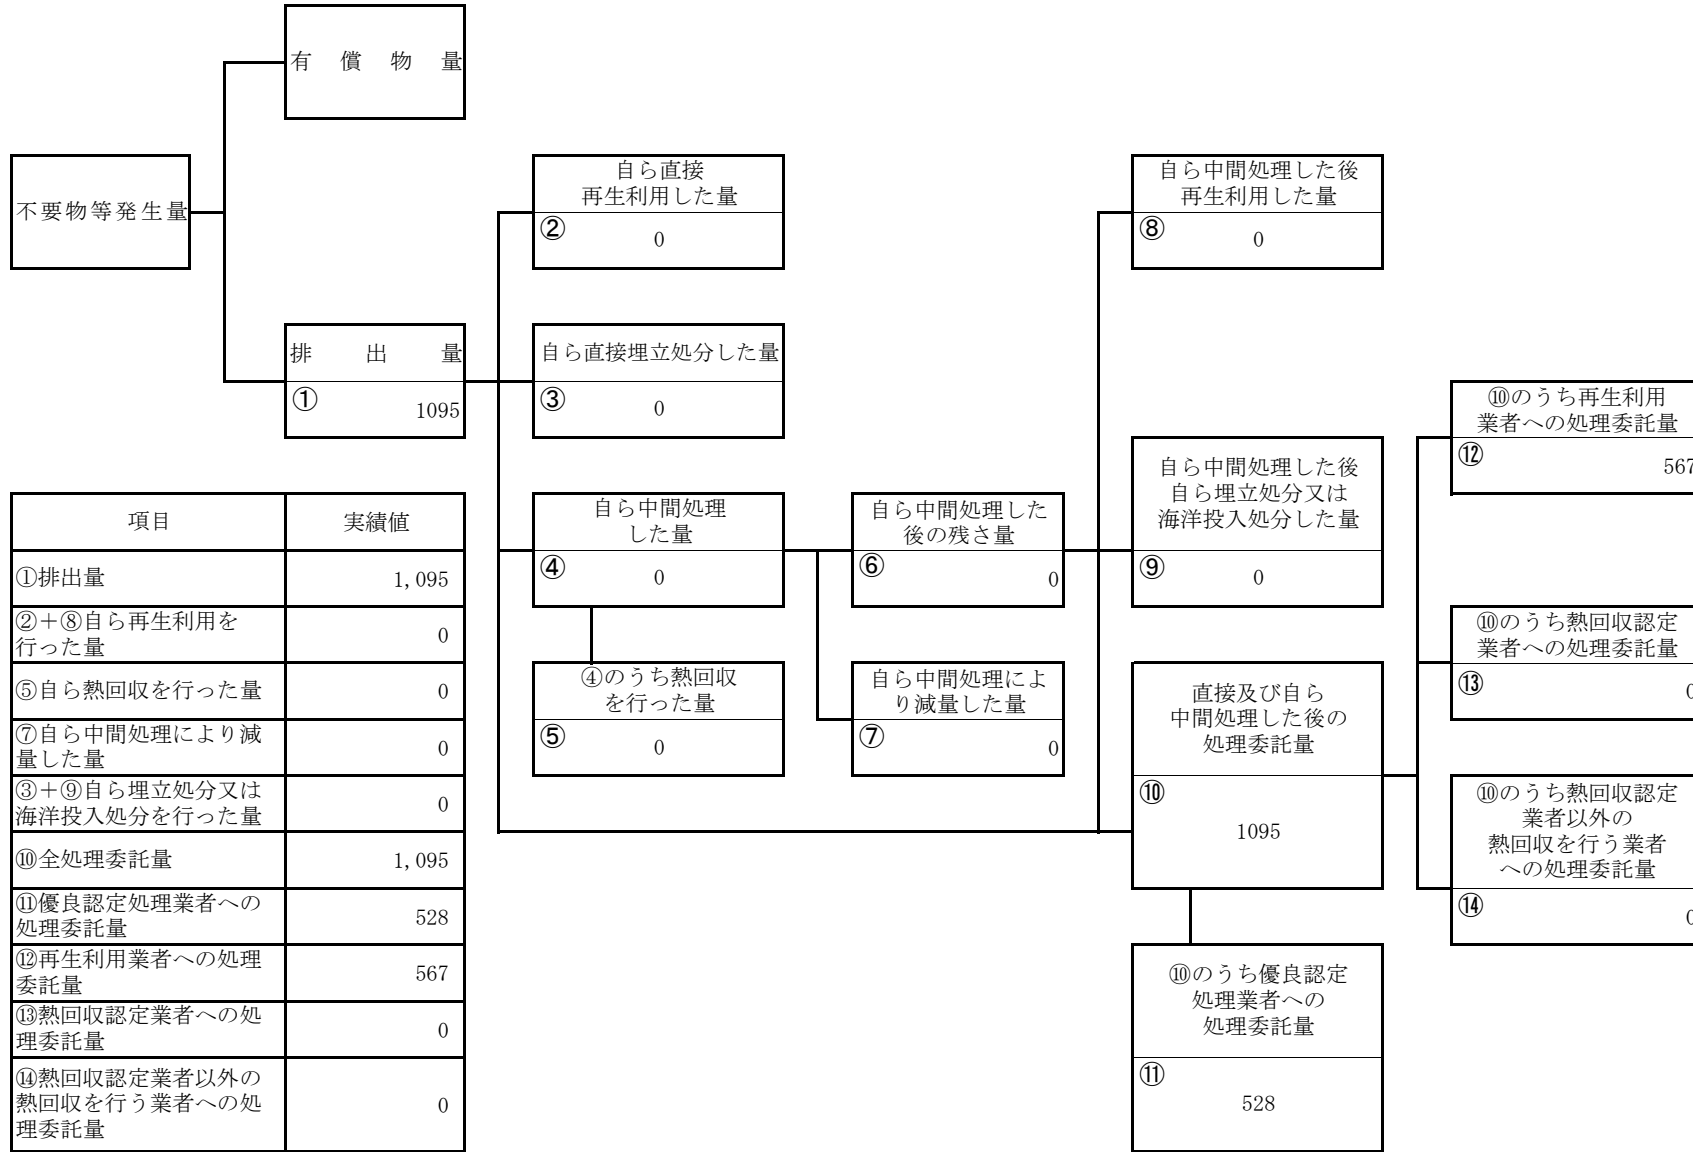 有償物量
不要物等発生量
自ら直接
再生利用した量
②
0
自ら中間処理した後
再生利用した量
⑧
0
排出量
①
1095
自ら直接埋立処分した量
③
0
⑩のうち再生利用
業者への処理委託量
⑫
567
自ら中間処理した後
自ら埋立処分又は
海洋投入処分した量
⑨
0
自ら中間処理
した量
④
0
自ら中間処理した
後の残さ量
⑥
0
④のうち熱回収
を行った量
⑤
0
自ら中間処理によ
り減量した量
⑦
0
直接及び自ら
中間処理した後の
処理委託量
⑩
1095
⑩のうち熱回収認定
業者への処理委託量
⑬
0
⑩のうち熱回収認定
業者以外の
熱回収を行う業者
への処理委託量
⑭
0
⑩のうち優良認定
処理業者への
処理委託量
⑪
528
項目 実績値
①排出量 1,095
②+⑧自ら再生利用を
行った量 0
⑤自ら熱回収を行った量 0
⑦自ら中間処理により減
量した量 0
③+⑨自ら埋立処分又は
海洋投入処分を行った量 0
⑩全処理委託量 1,095
⑪優良認定処理業者への
処理委託量 528
⑫再生利用業者への処理
委託量 567
⑬熱回収認定業者への処
理委託量 0
⑭熱回収認定業者以外の
熱回収を行う業者への処
理委託量 0